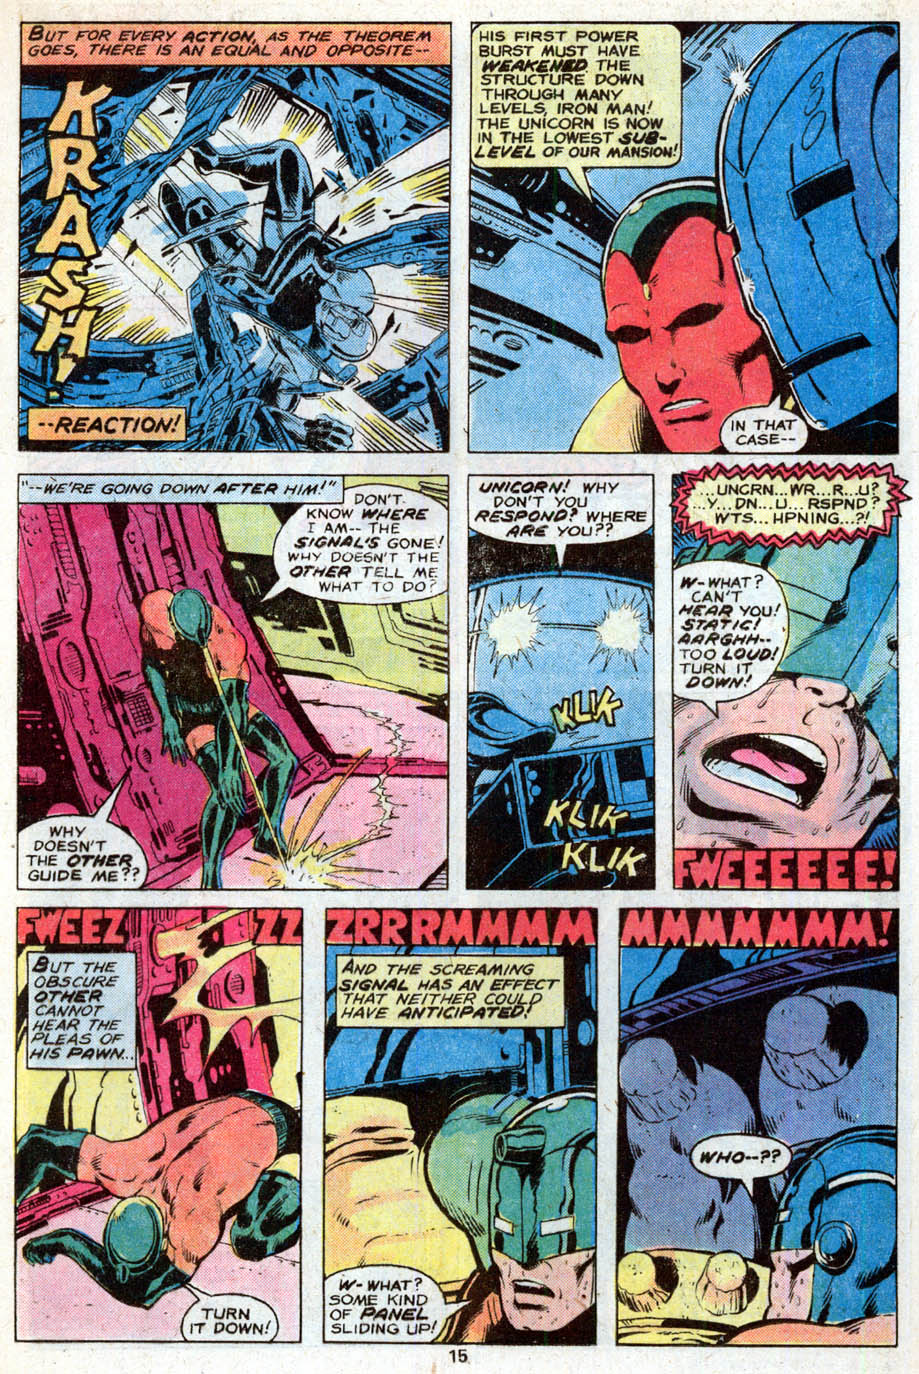 BUT FOR EVERY ACTION, AS THE THEOREM
GOES, THERE IS AN EQUAL AND OPPOSITE--
KRASH!
--REACTION!
HIS FIRST POWER
BURST MUST HAVE
WEAKENED THE
STRUCTURE DOWN
THROUGH MANY
LEVELS, IRON MAN!
THE UNICORN IS NOW
IN THE LOWEST SUB-
LEVEL OF OUR MANSION!
IN THAT
CASE--
"--WE'RE GOING DOWN AFTER HIM!"
DON'T
KNOW WHERE
I AM-- THE
SIGNAL'S GONE!
WHY DOESN'T THE
OTHER TELL ME
WHAT TO DO?
WHY
DOESN'T
THE OTHER
GUIDE ME??
UNICORN! WHY
DON'T YOU
RESPOND? WHERE
ARE YOU??
KLIK
KLIK
KLIK
...UNCRN...WR...R...U?
Y...DN...U...RSPND?
WTS...HPNING...?!
W-WHAT?
CAN'T
HEAR YOU!
STATIC!
AARGHH--
TOO LOUD!
TURN IT
DOWN!
FWEEEEEEE!
FWEEZ ZZ
BUT THE
OBSCURE
OTHER
CANNOT
HEAR THE
PLEAS OF
HIS PAWN...
TURN
IT DOWN!
ZRRRMMMM
AND THE SCREAMING
SIGNAL HAS AN EFFECT
THAT NEITHER COULD
HAVE ANTICIPATED!
W-WHAT?
SOME KIND
OF PANEL
SLIDING UP!
MMMMMMM!
WHO--??
15